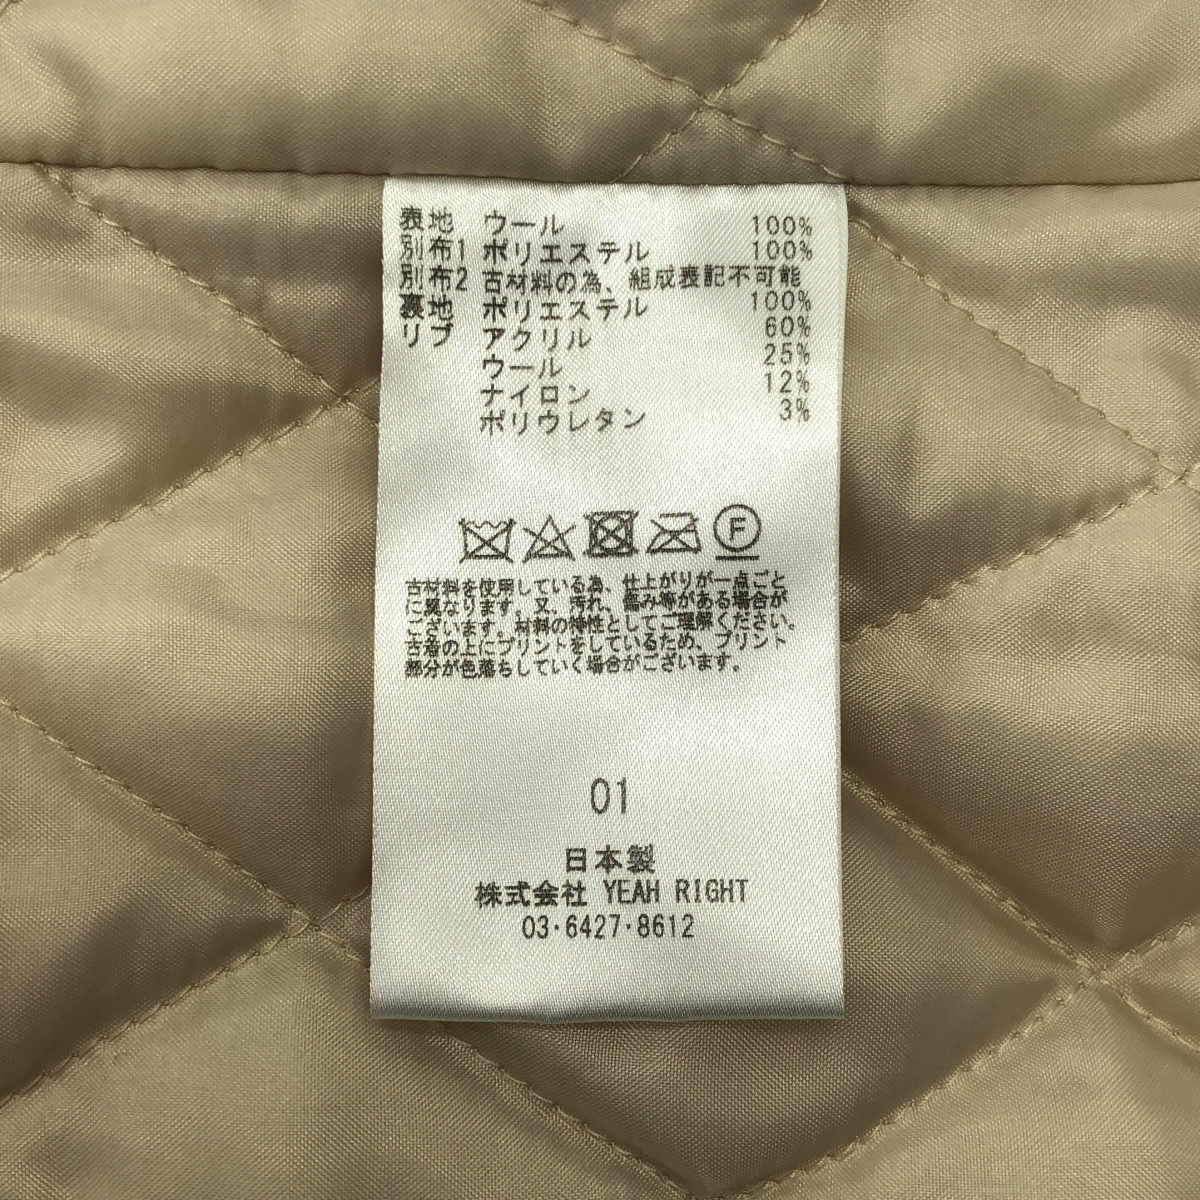 表地 ウール 100%
別布1 ポリエステル 100%
別布2 古材料の為、組成表記不可能
裏地 ポリエステル 100%
リブ アクリル 60%
ウール 25%
ナイロン 12%
ポリウレタン 3%
F
古材料を使用している為、仕上がりが一点ごと
に異なります。又、汚れ、傷み等がある場合が
ございます。材料の特性としてご理解ください。
古着の上にプリントをしているため、プリント
部分が色落ちしていく場合がございます。
01
日本製
株式会社 YEAH RIGHT
03·6427·8612